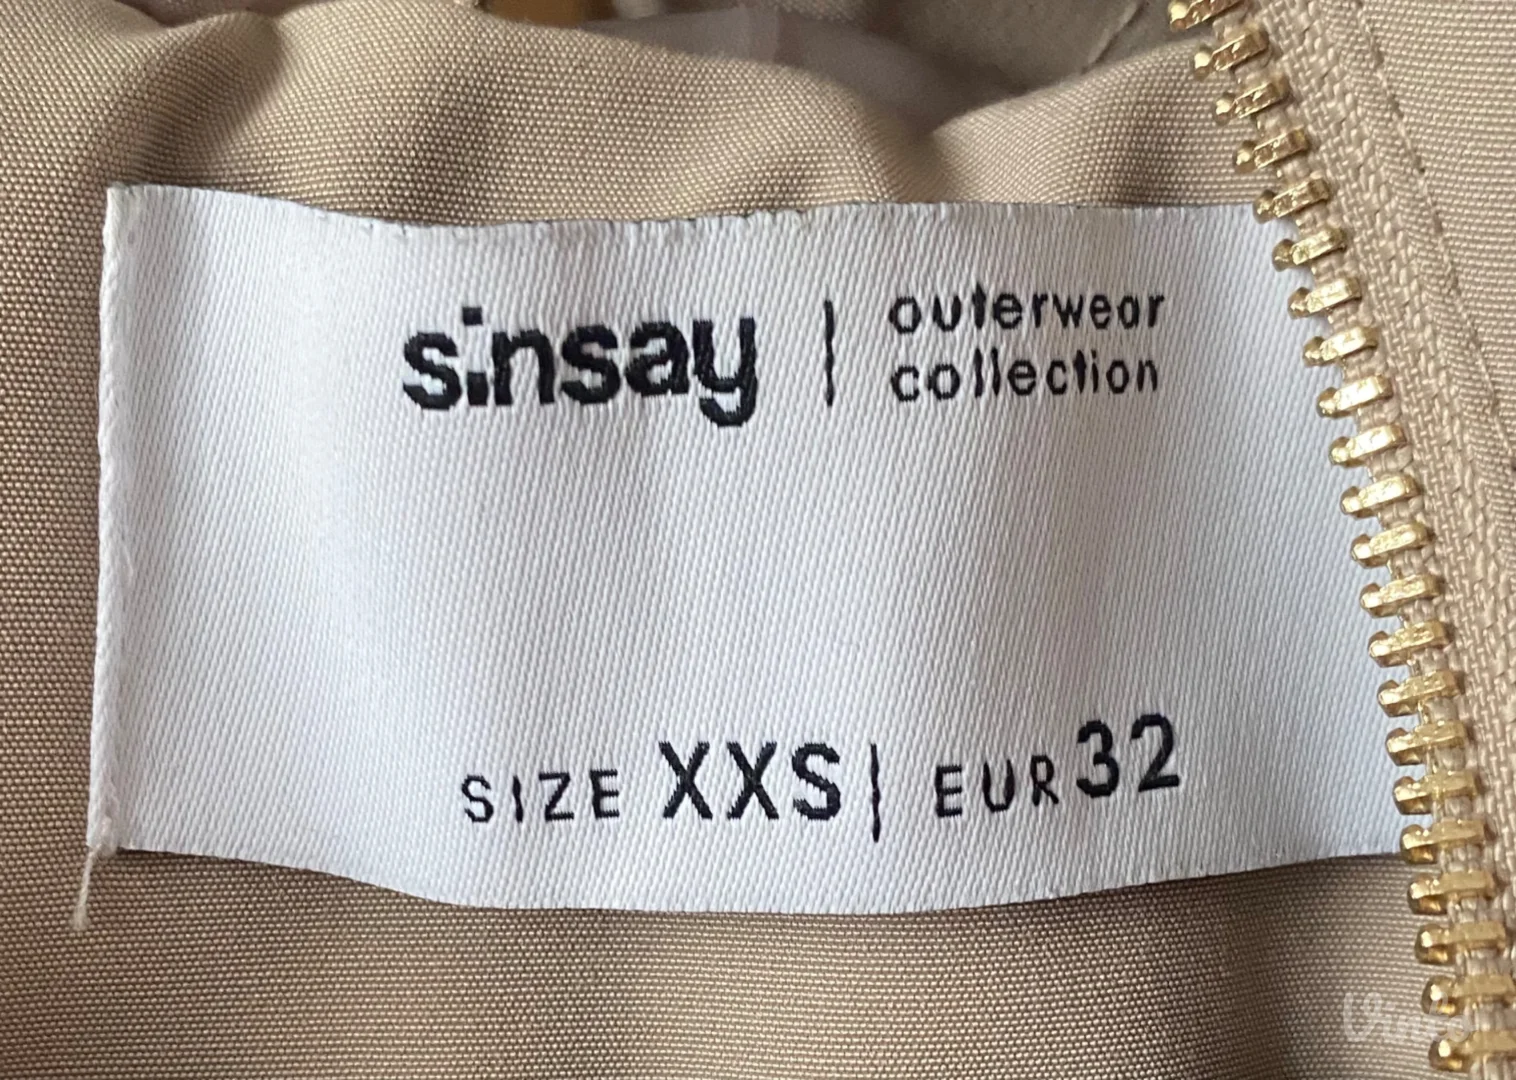 sinsay | outerwear
collection
SIZE XXS | EUR 32